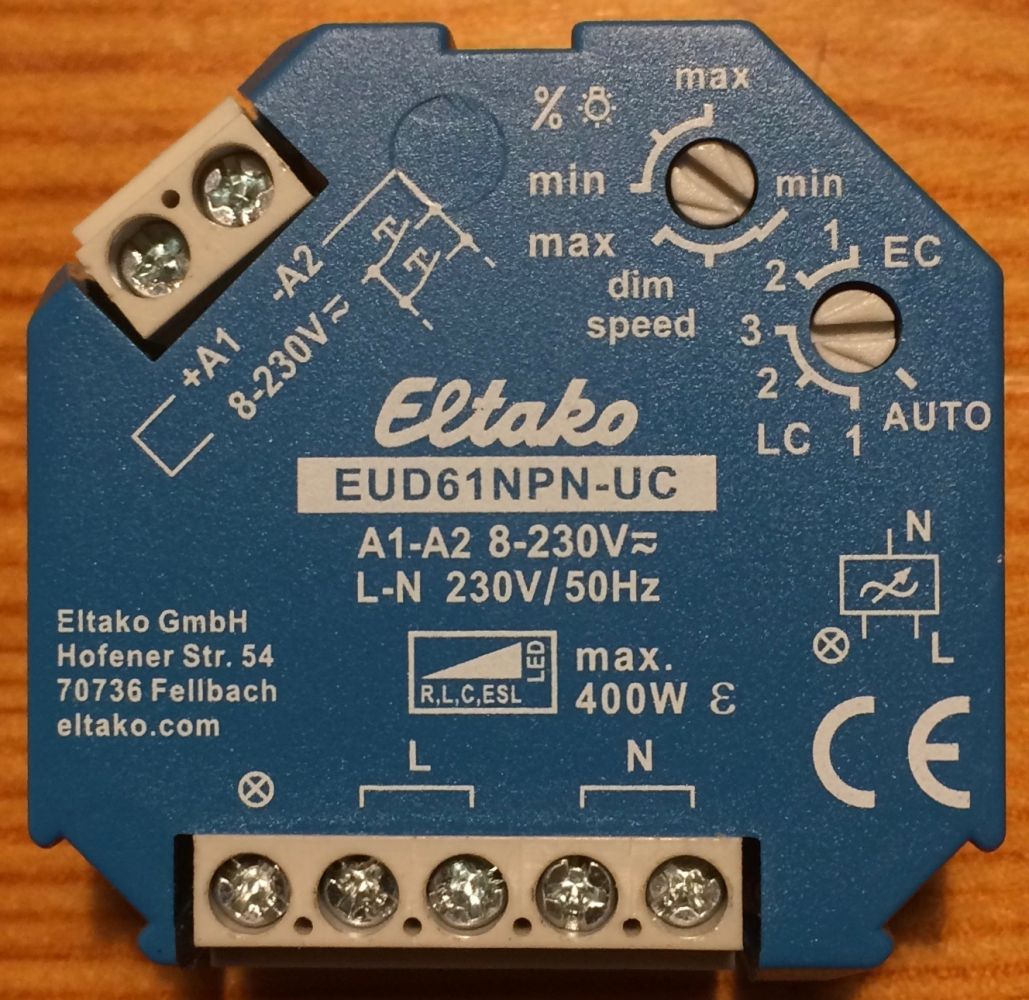 max
%
min
min
max
dim
speed
1
EC
2
3
2
LC
1
AUTO
-A2
+A1
8-230V≂
Eltako
EUD61NPN-UC
A1-A2 8-230V≂
L-N 230V/50Hz
N
L
Eltako GmbH
Hofener Str. 54
70736 Fellbach
eltako.com
R,L,C,ESL
LED
max.
400W ε
CE
L
N